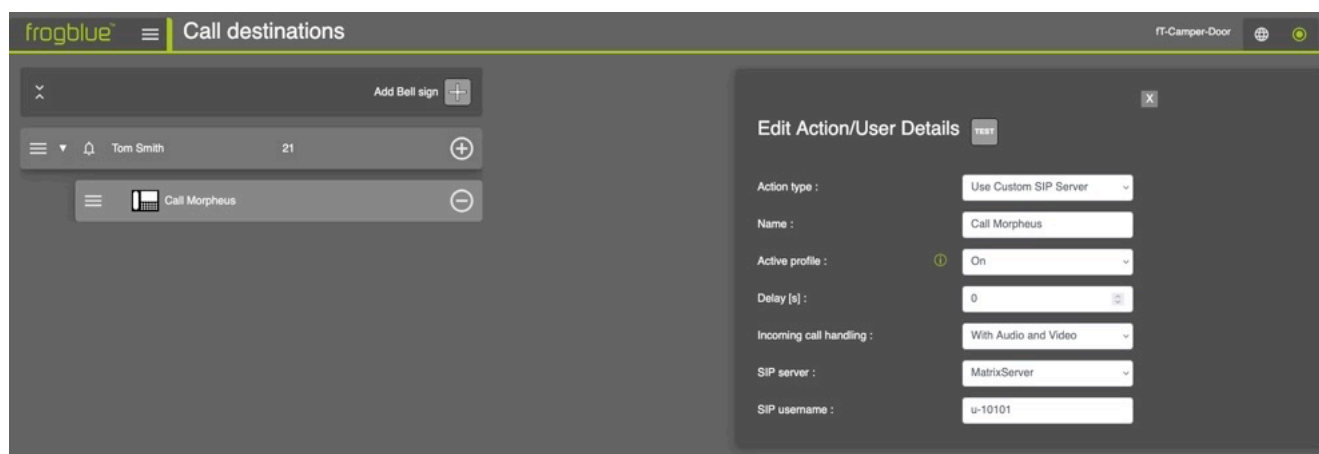 frogblue™ Call destinations fT-Camper-Door
Add Bell sign
Tom Smith 21
Call Morpheus
X
Edit Action/User Details TEST
Action type : Use Custom SIP Server
Name : Call Morpheus
Active profile : On
Delay [s] : 0
Incoming call handling : With Audio and Video
SIP server : MatrixServer
SIP username : u-10101